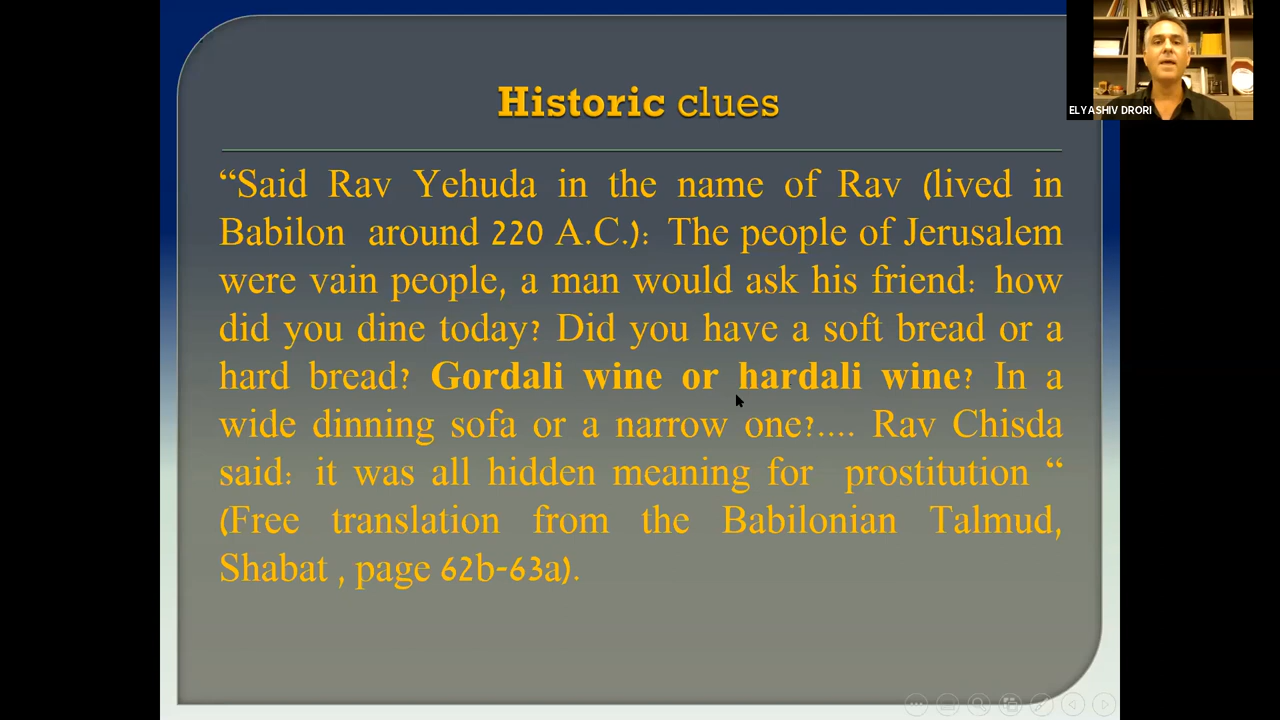 ELYASHIV DRORI
Historic clues
“Said Rav Yehuda in the name of Rav (lived in
Babilon around 220 A.C.): The people of Jerusalem
were vain people, a man would ask his friend: how
did you dine today? Did you have a soft bread or a
hard bread? Gordali wine or hardali wine? In a
wide dinning sofa or a narrow one?.... Rav Chisda
said: it was all hidden meaning for prostitution “
(Free translation from the Babilonian Talmud,
Shabat , page 62b-63a).